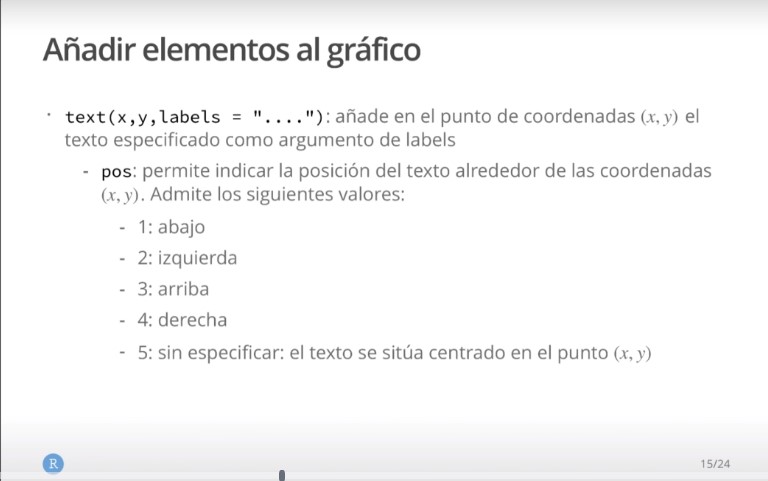 Añadir elementos al gráfico
· text(x,y,labels = "...."): añade en el punto de coordenadas (x, y) el
texto especificado como argumento de labels
- pos: permite indicar la posición del texto alrededor de las coordenadas
(x, y). Admite los siguientes valores:
- 1: abajo
- 2: izquierda
- 3: arriba
- 4: derecha
- 5: sin especificar: el texto se sitúa centrado en el punto (x, y)
R
15/24